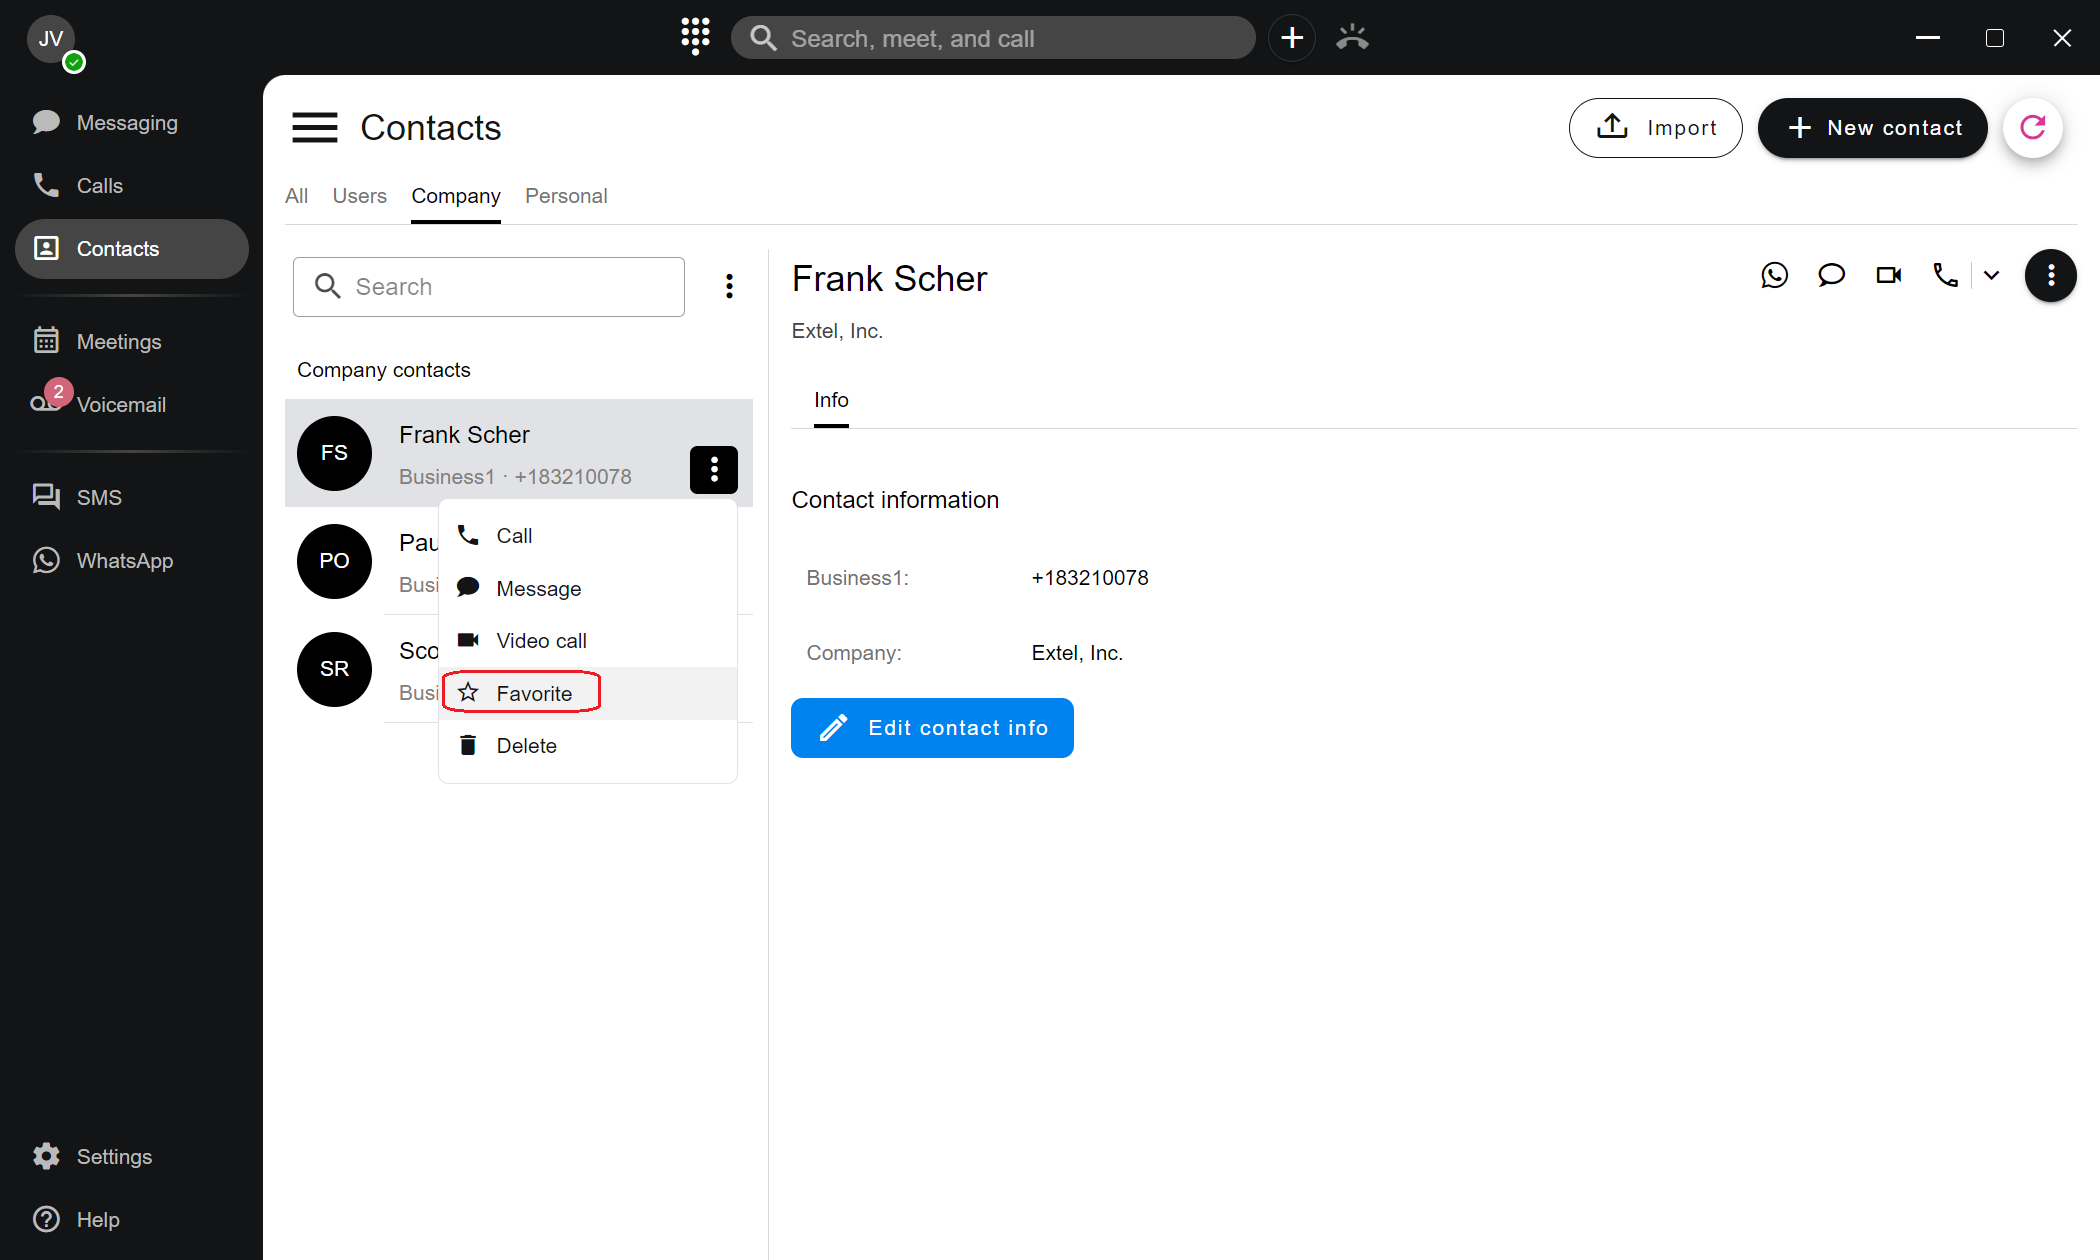 JV
Search, meet, and call
Messaging
Calls
Contacts
Meetings
2
Voicemail
SMS
WhatsApp
Settings
Help
Contacts
Import
New contact
All Users Company Personal
Search
Company contacts
FS
Frank Scher
Business1 · +183210078
PO
Pau
Busi
SR
Sco
Busi
Call
Message
Video call
Favorite
Delete
Frank Scher
Extel, Inc.
Info
Contact information
Business1: +183210078
Company: Extel, Inc.
Edit contact info